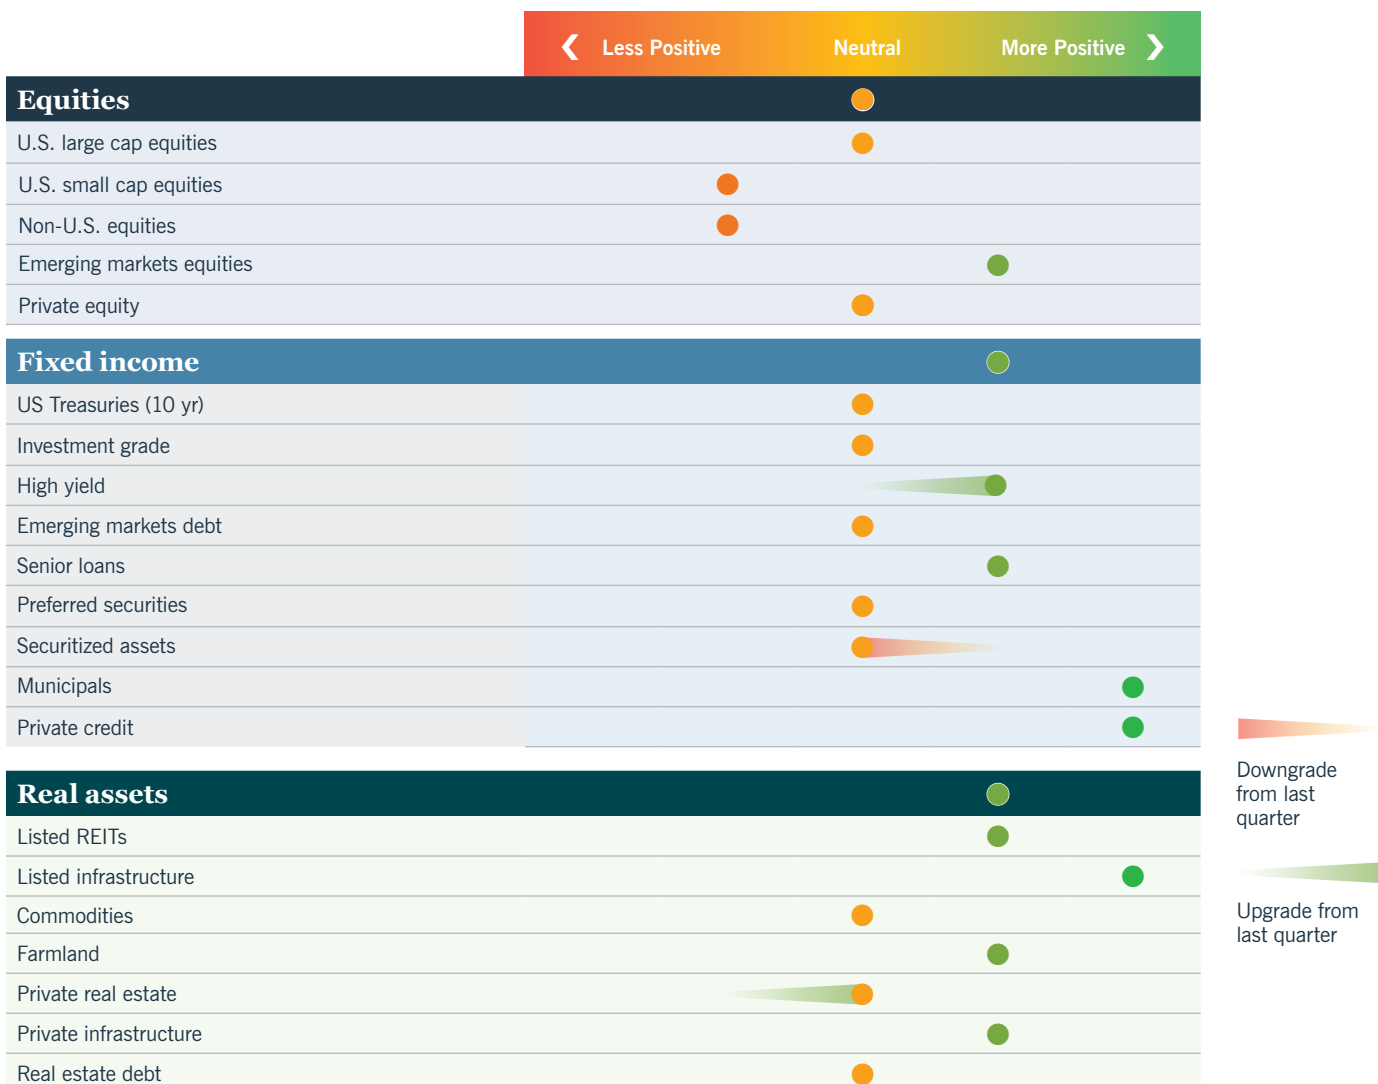 Less Positive
Neutral
More Positive
Equities
U.S. large cap equities
U.S. small cap equities
Non-U.S. equities
Emerging markets equities
Private equity
Fixed income
US Treasuries (10 yr)
Investment grade
High yield
Emerging markets debt
Senior loans
Preferred securities
Securitized assets
Municipals
Private credit
Real assets
Listed REITs
Listed infrastructure
Commodities
Farmland
Private real estate
Private infrastructure
Real estate debt
Downgrade
from last
quarter
Upgrade from
last quarter